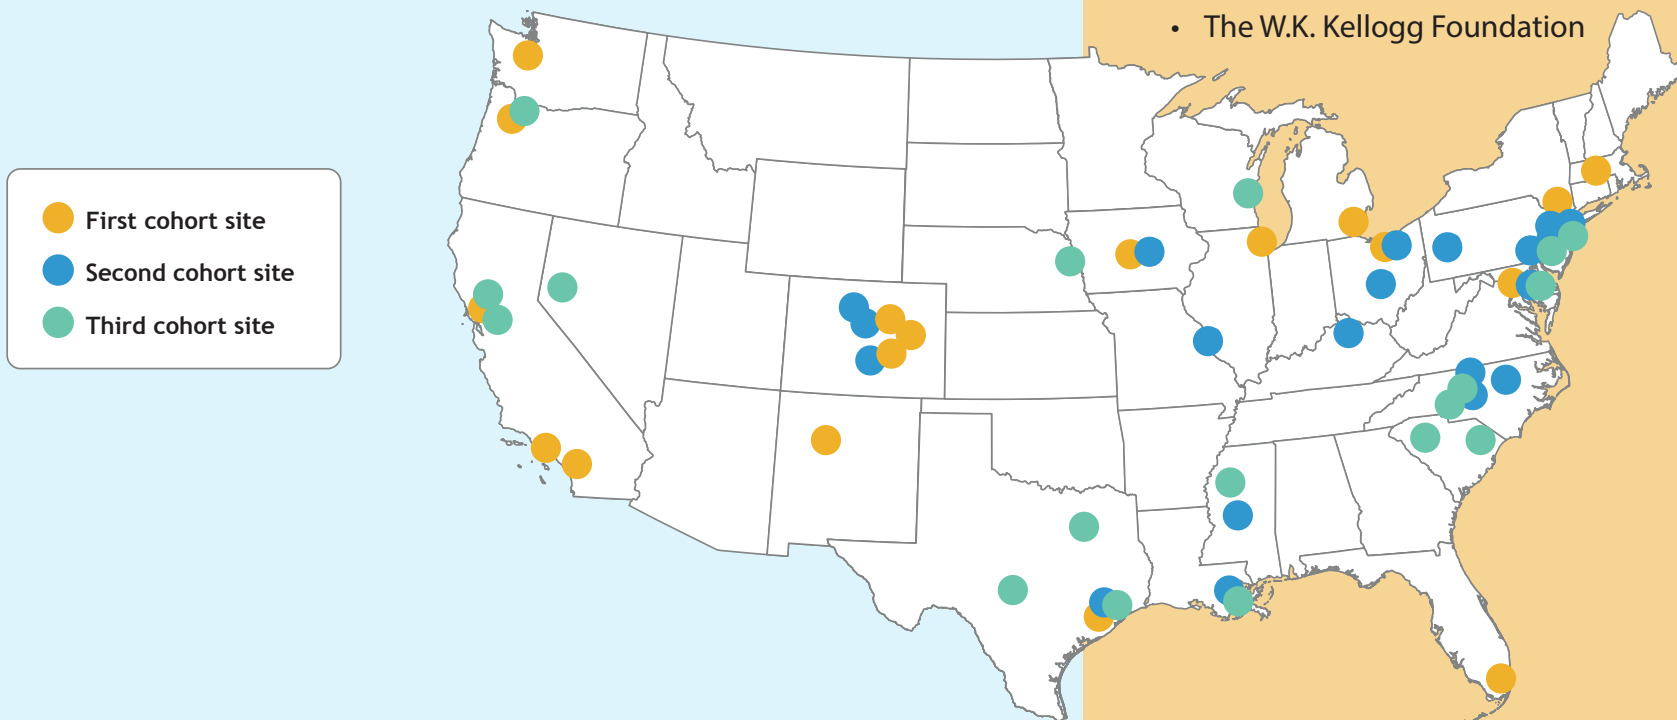 • The W.K. Kellogg Foundation
First cohort site
Second cohort site
Third cohort site